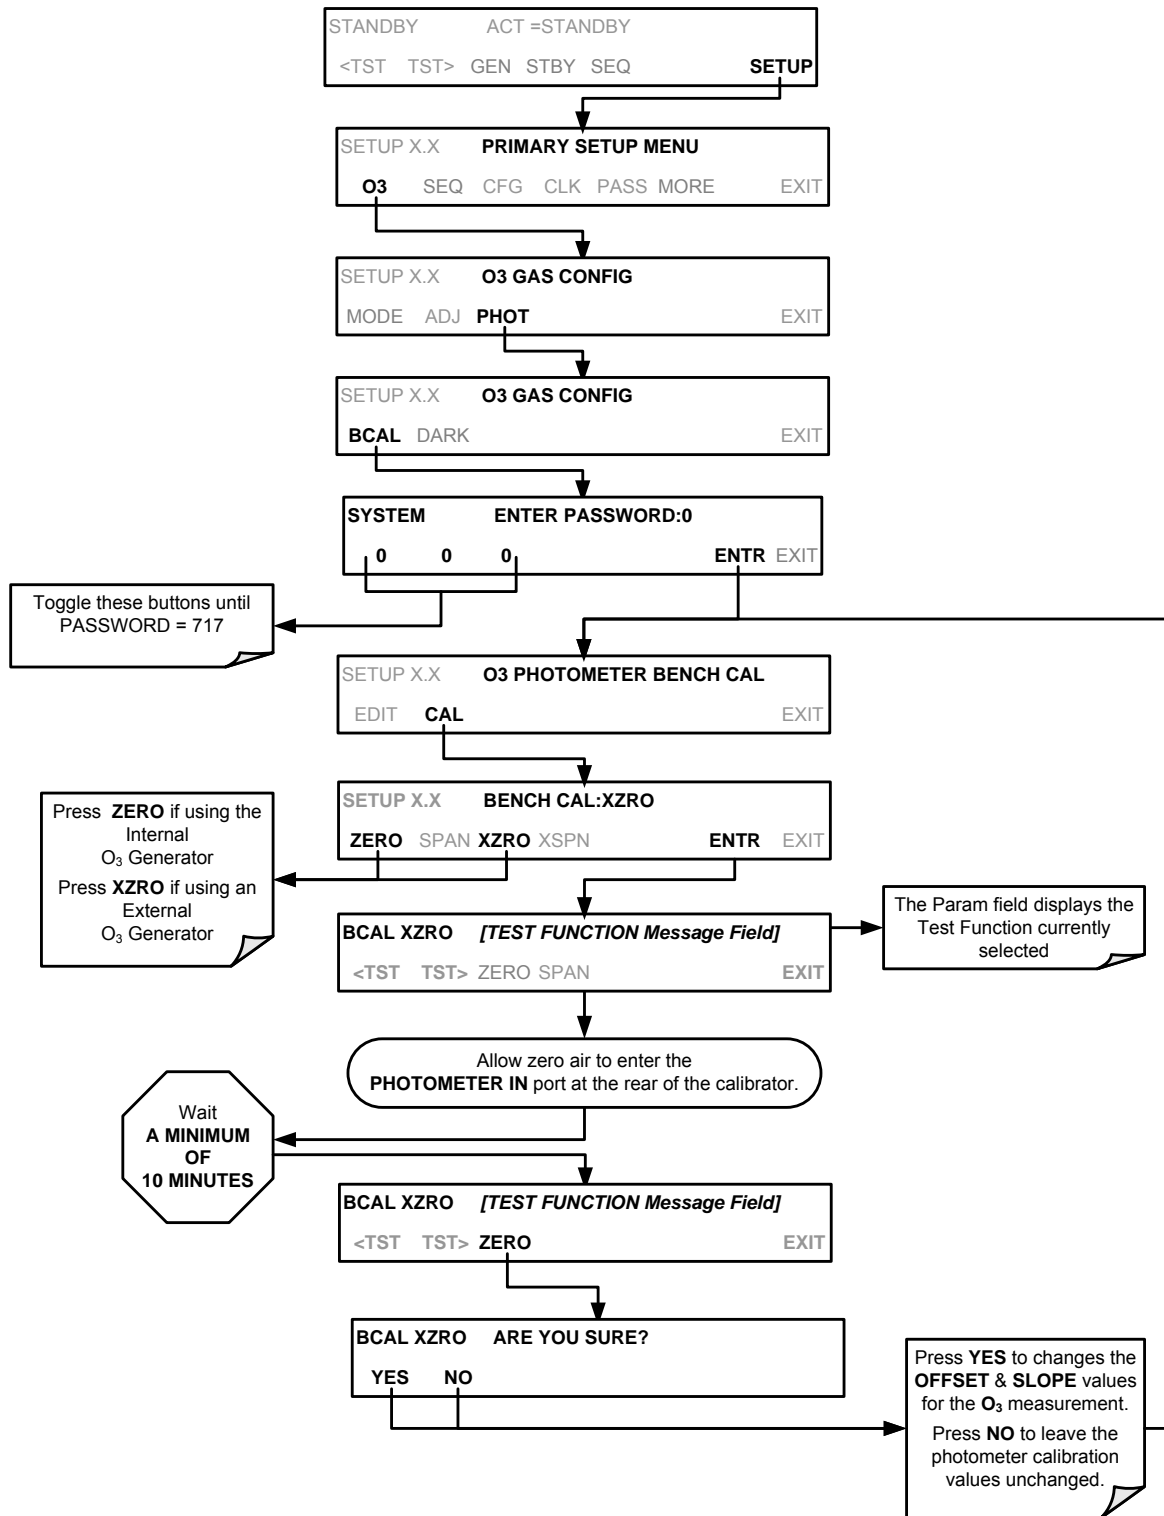 STANDBY ACT =STANDBY
<TST TST> GEN STBY SEQ SETUP
SETUP X.X PRIMARY SETUP MENU
O3 SEQ CFG CLK PASS MORE EXIT
SETUP X.X O3 GAS CONFIG
MODE ADJ PHOT EXIT
SETUP X.X O3 GAS CONFIG
BCAL DARK EXIT
SYSTEM ENTER PASSWORD:0
0 0 0 ENTR EXIT
Toggle these buttons until
PASSWORD = 717
SETUP X.X O3 PHOTOMETER BENCH CAL
EDIT CAL EXIT
SETUP X.X BENCH CAL:XZRO
ZERO SPAN XZRO XSPN ENTR EXIT
Press ZERO if using the
Internal
O3 Generator
Press XZRO if using an
External
O3 Generator
BCAL XZRO [TEST FUNCTION Message Field]
<TST TST> ZERO SPAN EXIT
The Param field displays the
Test Function currently
selected
Allow zero air to enter the
PHOTOMETER IN port at the rear of the calibrator.
Wait
A MINIMUM
OF
10 MINUTES
BCAL XZRO [TEST FUNCTION Message Field]
<TST TST> ZERO EXIT
BCAL XZRO ARE YOU SURE?
YES NO
Press YES to changes the
OFFSET & SLOPE values
for the O3 measurement.
Press NO to leave the
photometer calibration
values unchanged.